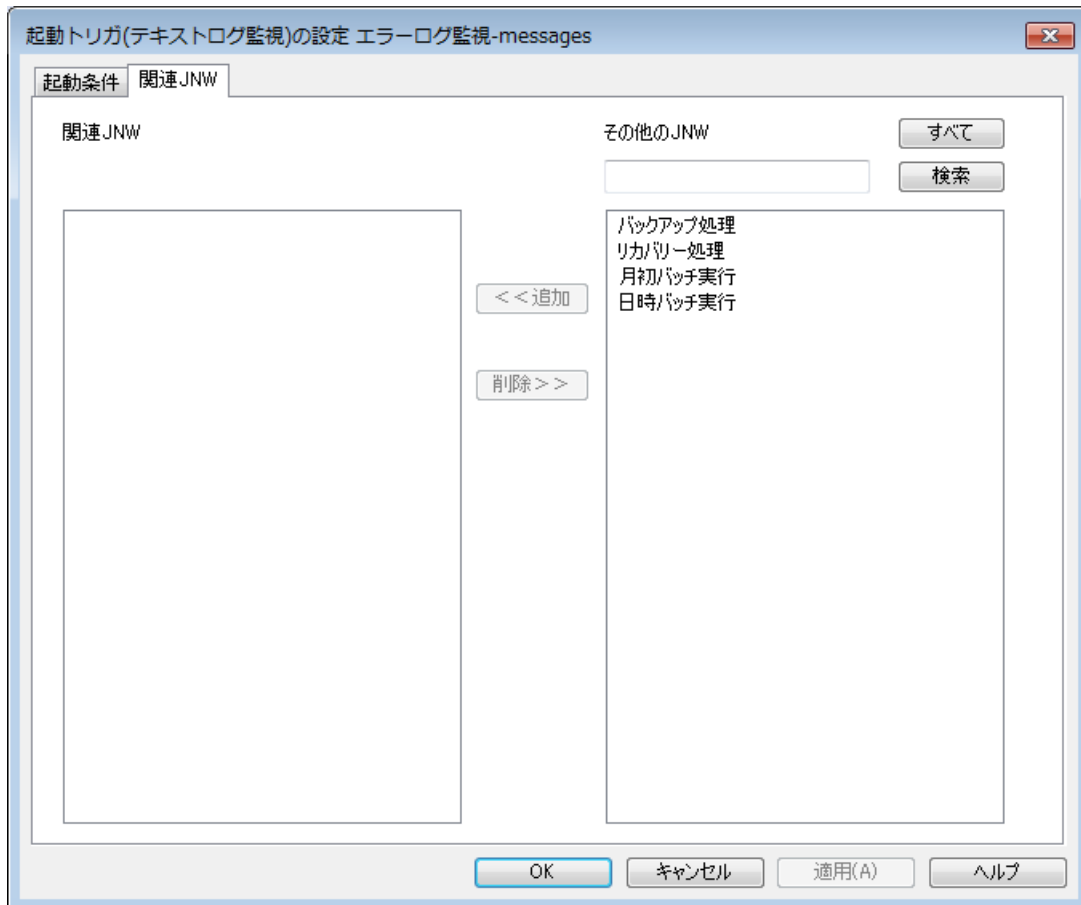 起動トリガ(テキストログ監視)の設定 エラーログ監視-messages
起動条件
関連JNW
関連JNW
その他のJNW
すべて
検索
バックアップ処理
リカバリー処理
月初バッチ実行
日時バッチ実行
<<追加
削除>>
OK
キャンセル
適用(A)
ヘルプ